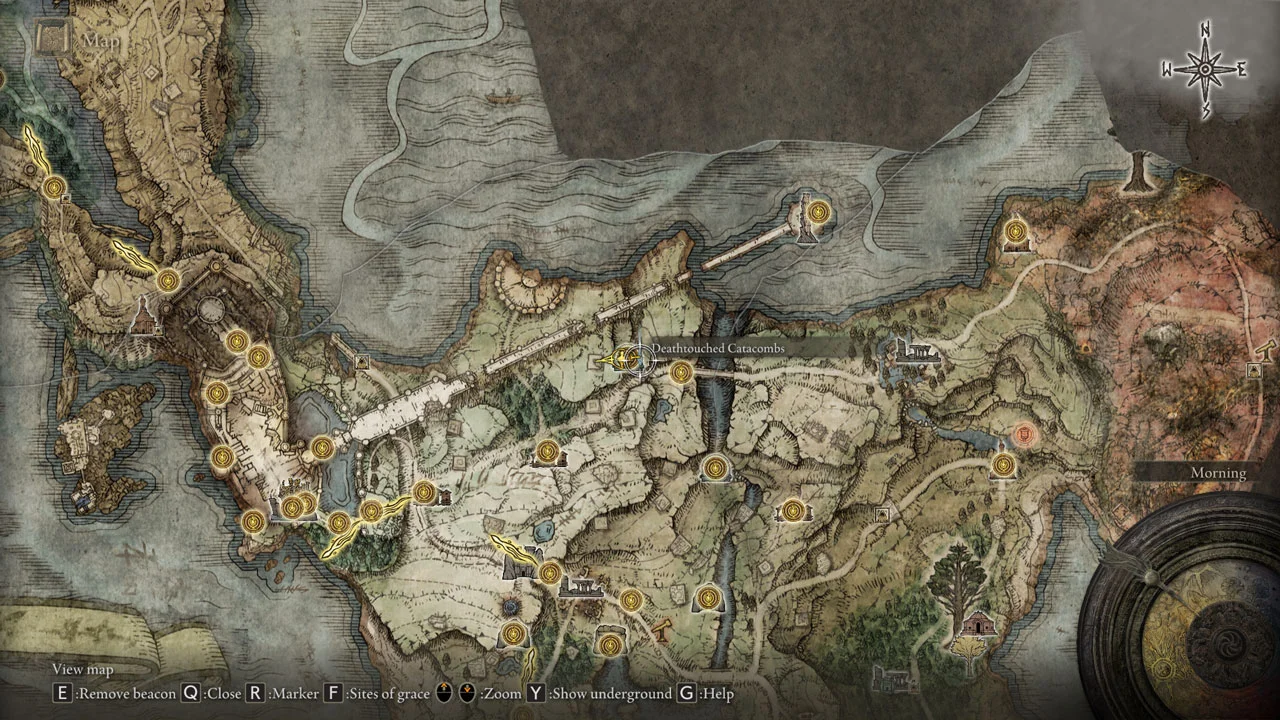 Map
N
W E
S
Deathtouched Catacombs
Morning
View map
E :Remove beacon Q :Close R :Marker F :Sites of grace :Zoom Y :Show underground G :Help